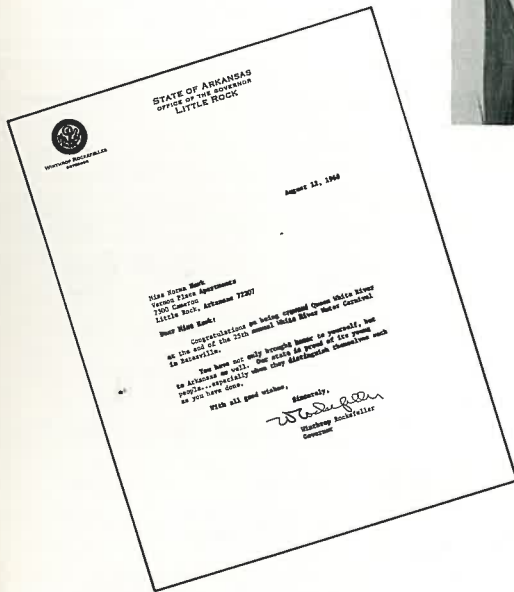 STATE OF ARKANSAS
OFFICE OF THE GOVERNOR
LITTLE ROCK
WINTHROP ROCKEFELLER
GOVERNOR
August 12, 1968
Miss Norma
Vernon Place Apartments
7300 Cameron
Little Rock, Arkansas 72207
Dear Miss
Congratulations on being crowned Queen White River
at the end of the 25th annual White River Water Carnival
in Batesville.
You have not only brought honor to yourself, but
to Arkansas as well. Our state is proud of its young
people...especially when they distinguish themselves such
as you have done.
With all good wishes,
Sincerely,
Winthrop Rockefeller
Governor